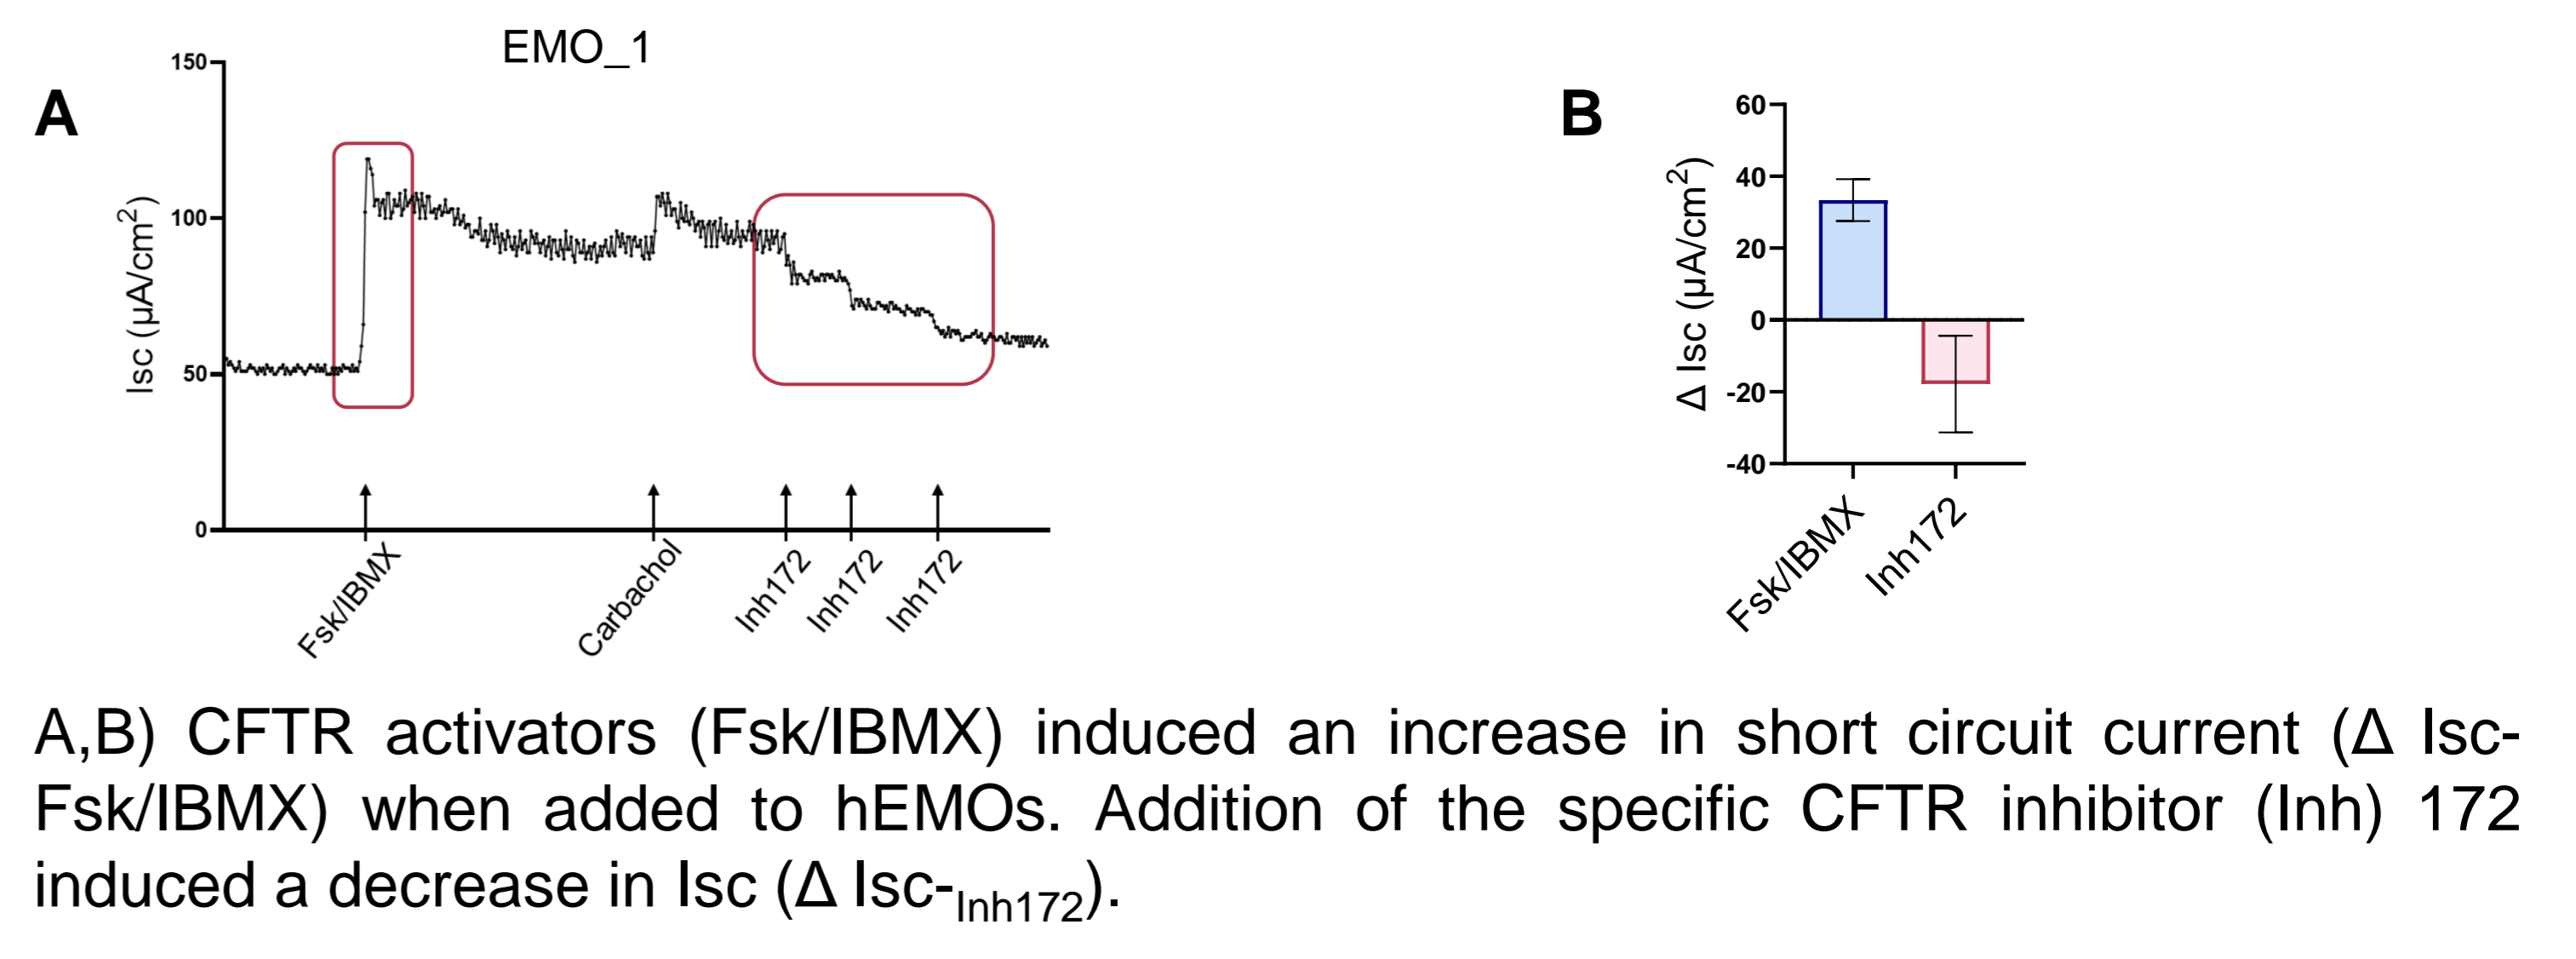 EMO_1
A
150
100
50
0
Isc (µA/cm²)
Fsk/IBMX
Carbachol
Inh172
Inh172
Inh172
B
60
40
20
0
-20
-40
Δ Isc (µA/cm²)
Fsk/IBMX
Inh172
A,B) CFTR activators (Fsk/IBMX) induced an increase in short circuit current (Δ Isc-
Fsk/IBMX) when added to hEMOs. Addition of the specific CFTR inhibitor (Inh) 172
induced a decrease in Isc (Δ Isc-Inh172).